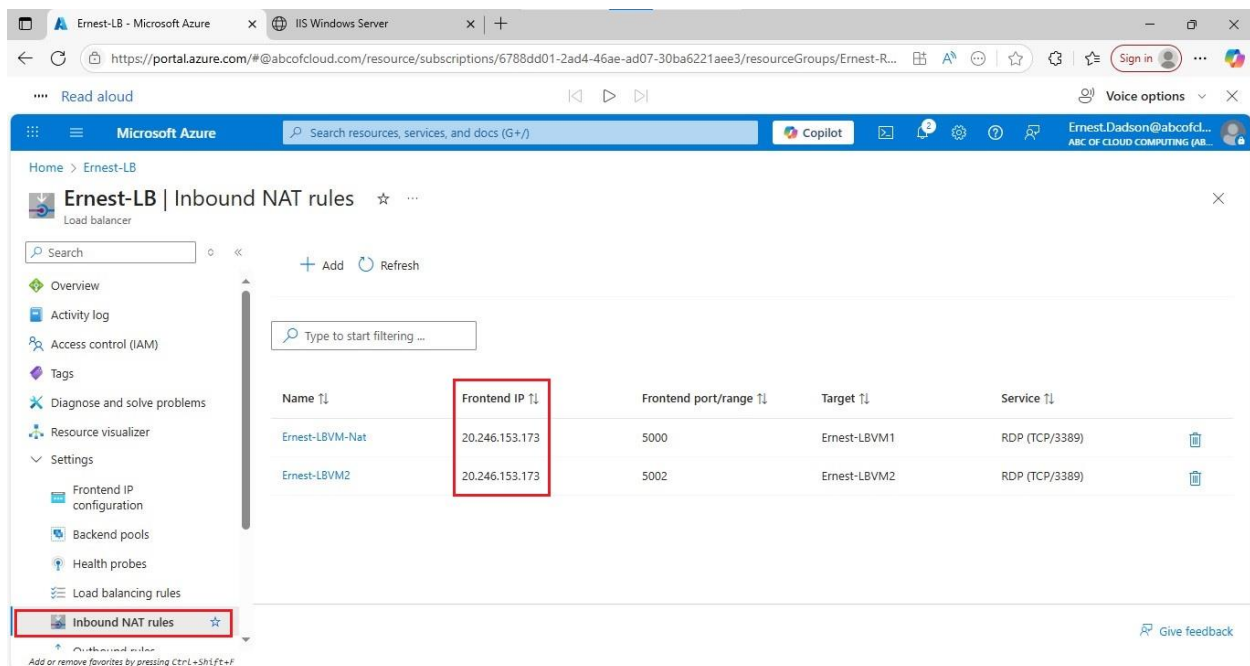 Ernest-LB - Microsoft Azure
IIS Windows Server
https://portal.azure.com/#@abcofcloud.com/resource/subscriptions/6788dd01-2ad4-46ae-ad07-30ba6221aee3/resourceGroups/Ernest-R...
Sign in
Read aloud
Voice options
Microsoft Azure
Search resources, services, and docs (G+/)
Copilot
2
Ernest.Dadson@abcofcl...
ABC OF CLOUD COMPUTING (AB...
Home > Ernest-LB
Ernest-LB | Inbound NAT rules
Load balancer
Search
Add Refresh
Overview
Activity log
Access control (IAM)
Tags
Diagnose and solve problems
Resource visualizer
Settings
Frontend IP
configuration
Backend pools
Health probes
Load balancing rules
Inbound NAT rules
Outbound rules
Add or remove favorites by pressing Ctrl+Shift+F
Type to start filtering ...
Name Frontend IP Frontend port/range Target Service
Ernest-LBVM-Nat 20.246.153.173 5000 Ernest-LBVM1 RDP (TCP/3389)
Ernest-LBVM2 20.246.153.173 5002 Ernest-LBVM2 RDP (TCP/3389)
Give feedback